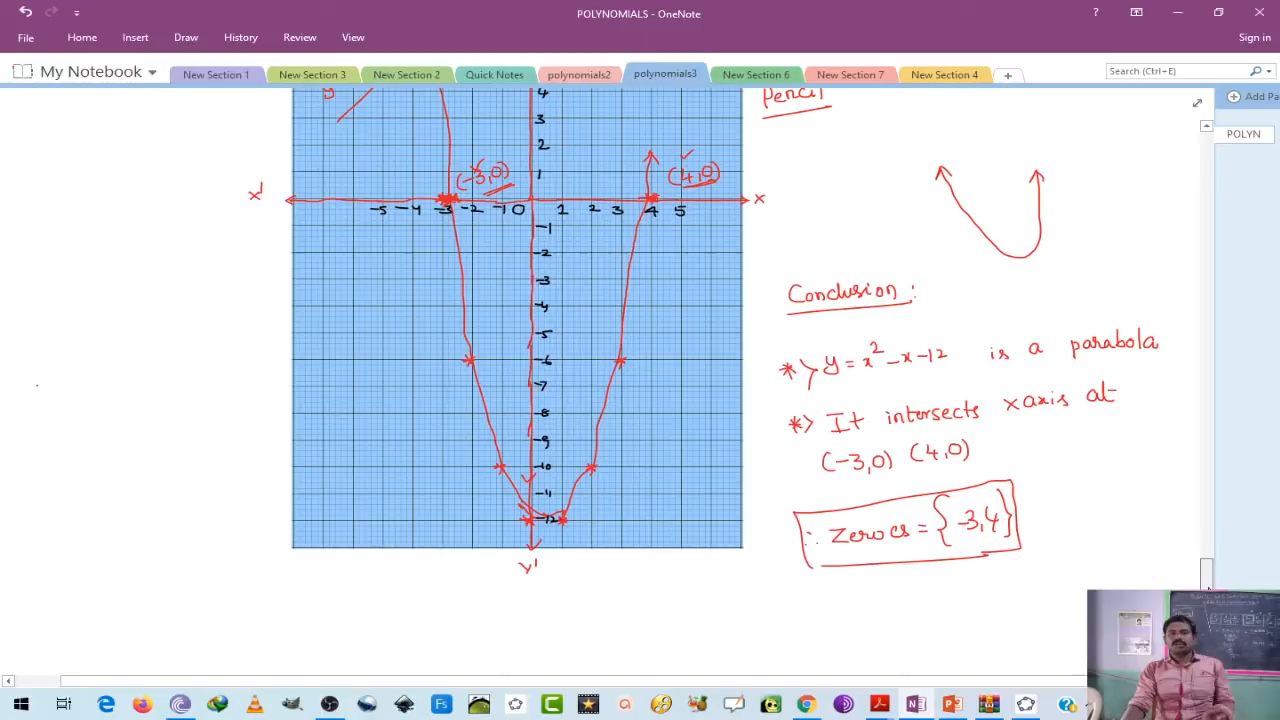 POLYNOMIALS - OneNote
File Home Insert Draw History Review View
Sign in
My Notebook
New Section 1 New Section 3 New Section 2 Quick Notes polynomials2 polynomials3 New Section 6 New Section 7 New Section 4
Search (Ctrl+E)
Add Pa
POLYN
Pencil
y
4
3
2
1
(-3,0) (4,0)
x' x
-5 -4 -3 -2 -1 0 1 2 3 4 5
-1
-2
-3
-4
-5
-6
-7
-8
-9
-10
-11
-12
y'
Conclusion :
*> y = x² - x - 12 is a parabola
*> It intersects x axis at
(-3,0) (4,0)
∴ Zeroes = {-3,4}